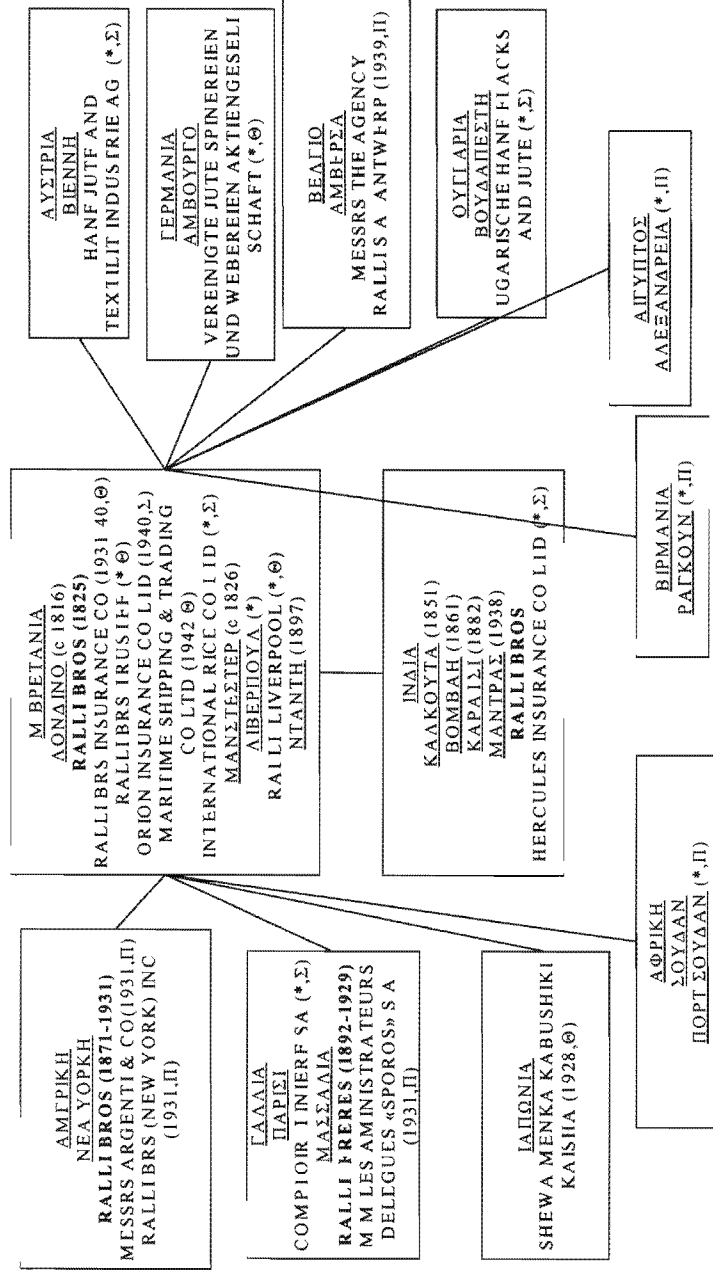 ΑΜΕΡΙΚΗ
ΝΕΑ ΥΟΡΚΗ
RALLI BROS (1871-1931)
MESSRS ARGENTI & CO(1931,Π)
RALLI BRS (NEW YORK) INC
(1931,Π)
ΓΑΛΛΙΑ
ΠΑΡΙΣΙ
COMPTOIR LINIERF SA (*,Σ)
ΜΑΣΣΑΛΙΑ
RALLI FRERES (1892-1929)
M M LES AMINISTRATEURS
DELEGUES «SPOROS» S A
(1931,Π)
ΙΑΠΩΝΙΑ
SHEWA MENKA KABUSHIKI
KAISHA (1928,Θ)
ΑΦΡΙΚΗ
ΣΟΥΔΑΝ
ΠΟΡΤ ΣΟΥΔΑΝ (*,Π)
Μ ΒΡΕΤΑΝΙΑ
ΛΟΝΔΙΝΟ (c 1816)
RALLI BROS (1825)
RALLI BRS INSURANCE CO (1931 40,Θ)
RALLI BRS TRUSTEE (* Θ)
ORION INSURANCE CO LTD (1940,Σ)
MARITIME SHIPPING & TRADING
CO LTD (1942 Θ)
INTERNATIONAL RICE CO LTD (*,Σ)
ΜΑΝΣΤΕΣΤΕΡ (c 1826)
ΛΙΒΕΡΠΟΥΛ (*)
RALLI LIVERPOOL (*,Θ)
ΝΤΑΝΤΗ (1897)
ΙΝΔΙΑ
ΚΑΛΚΟΥΤΑ (1851)
ΒΟΜΒΑΗ (1861)
ΚΑΡΑΙΣΙ (1882)
ΜΑΝΤΡΑΣ (1938)
RALLI BROS
HERCULES INSURANCE CO LTD (*,Σ)
ΒΙΡΜΑΝΙΑ
ΡΑΓΚΟΥΝ (*,Π)
ΑΥΣΤΡΙΑ
ΒΙΕΝΝΗ
HANF JUTE AND
TEXTILIT INDUSTRIE AG (*,Σ)
ΓΕΡΜΑΝΙΑ
ΑΜΒΟΥΡΓΟ
VEREINIGTE JUTE SPINEREIEN
UND WEBEREIEN AKTIENGESELI
SCHAFT (*,Θ)
ΒΕΛΓΙΟ
ΑΜΒΕΡΣΑ
MESSRS THE AGENCY
RALLIS A ANTWERP (1939,Π)
ΟΥΓΓΑΡΙΑ
ΒΟΥΔΑΠΕΣΤΗ
UGARISCHE HANF FLACKS
AND JUTE (*,Σ)
ΑΙΓΥΠΤΟΣ
ΑΛΕΞΑΝΔΡΕΙΑ (*,Π)